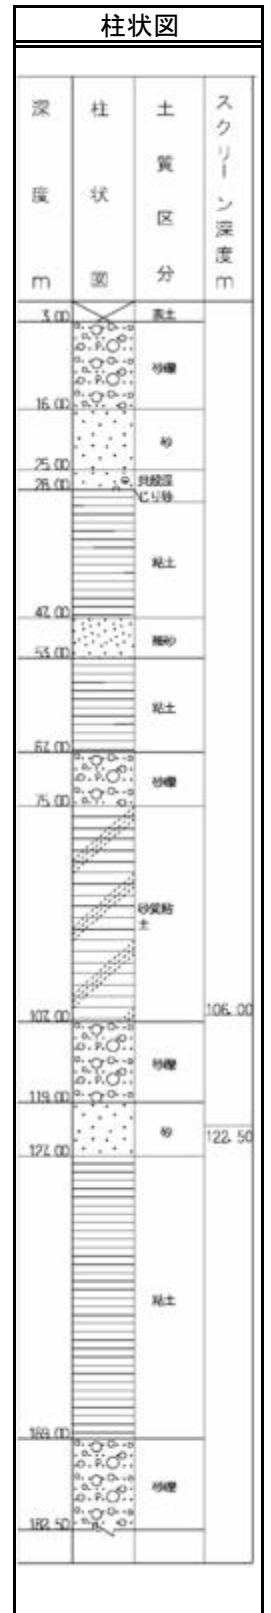 柱状図
深度m
柱状図
土質区分
スクリーン深度m
表土
3.00
砂礫
16.00
砂
25.00
貝殻混
じり砂
28.00
粘土
47.00
細砂
53.00
粘土
67.00
砂礫
75.00
砂質粘
土
106.00
107.00
砂礫
119.00
砂
122.50
127.00
粘土
169.00
砂礫
182.50